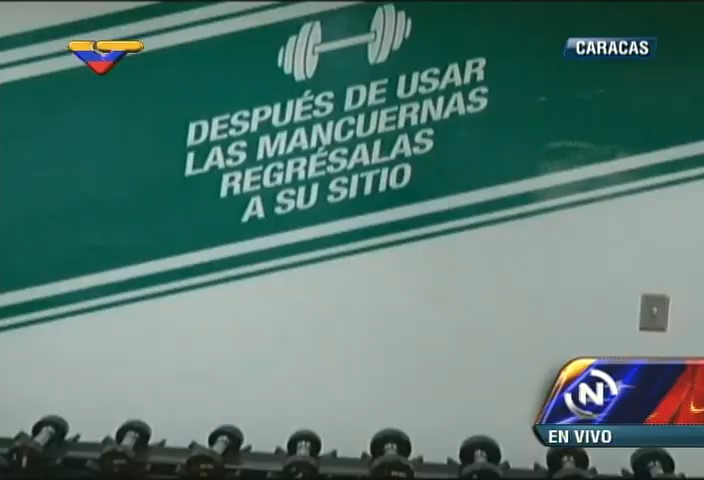 CARACAS
DESPUÉS DE USAR
LAS MANCUERNAS
REGRÉSALAS
A SU SITIO
N
EN VIVO